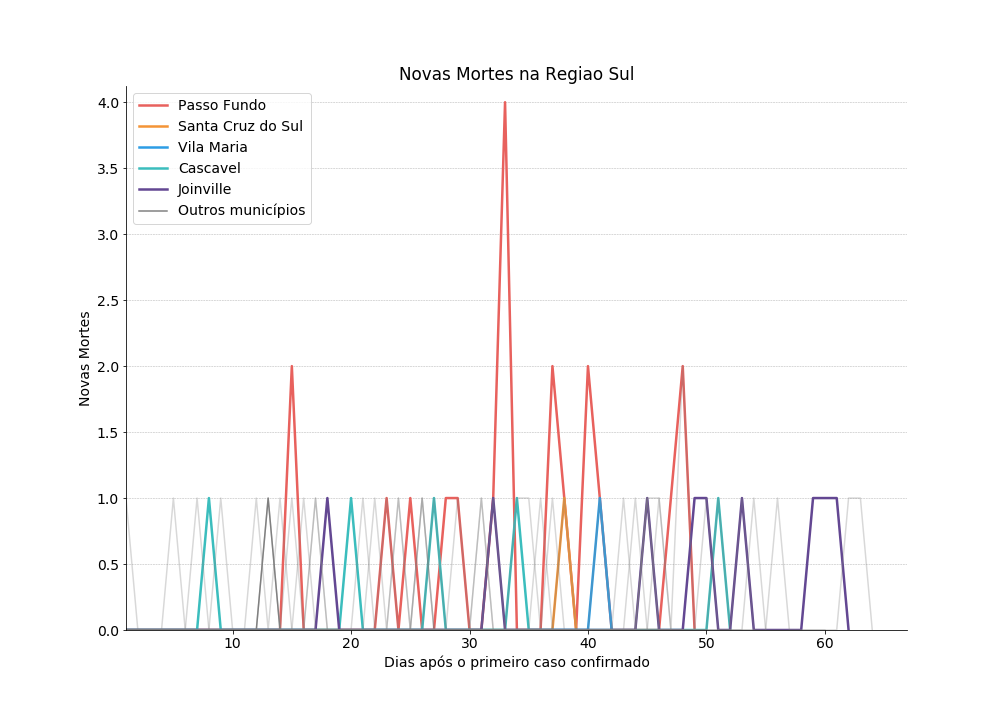 Novas Mortes na Regiao Sul
Passo Fundo
Santa Cruz do Sul
Vila Maria
Cascavel
Joinville
Outros municípios
4.0
3.5
3.0
2.5
2.0
1.5
1.0
0.5
0.0
Novas Mortes
10 20 30 40 50 60
Dias após o primeiro caso confirmado